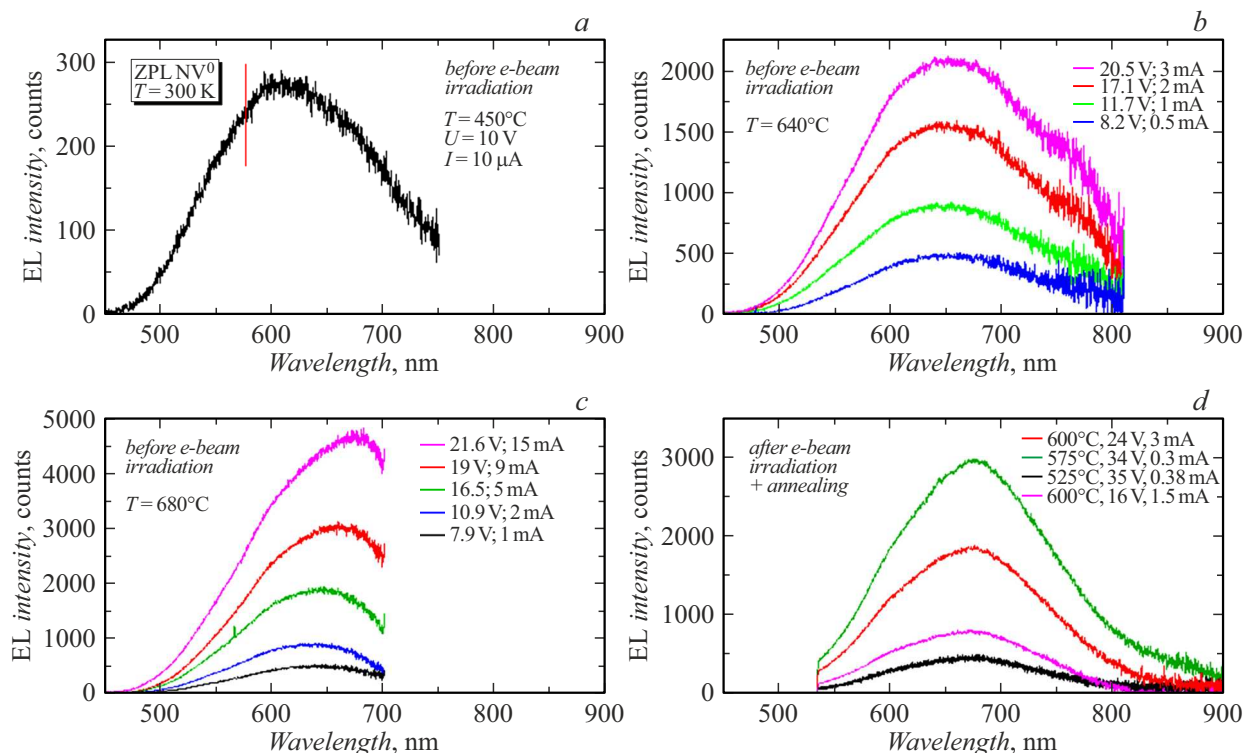 a
ZPL NV⁰
T = 300 K
before e-beam
irradiation
T = 450°C
U = 10 V
I = 10 μA
EL intensity, counts
300
200
100
0
500 600 700 800 900
Wavelength, nm
b
before e-beam
irradiation
T = 640°C
20.5 V; 3 mA
17.1 V; 2 mA
11.7 V; 1 mA
8.2 V; 0.5 mA
EL intensity, counts
2000
1500
1000
500
0
500 600 700 800 900
Wavelength, nm
c
before e-beam
irradiation
T = 680°C
21.6 V; 15 mA
19 V; 9 mA
16.5; 5 mA
10.9 V; 2 mA
7.9 V; 1 mA
EL intensity, counts
5000
4000
3000
2000
1000
0
500 600 700 800 900
Wavelength, nm
d
after e-beam
irradiation
+ annealing
600°C, 24 V, 3 mA
575°C, 34 V, 0.3 mA
525°C, 35 V, 0.38 mA
600°C, 16 V, 1.5 mA
EL intensity, counts
3000
2000
1000
0
500 600 700 800 900
Wavelength, nm